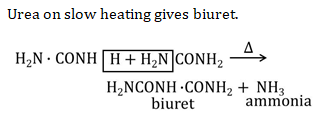 Urea on slow heating gives biuret.
Δ
H₂N · CONH H + H₂N CONH₂ ⟶
H₂NCONH ·CONH₂ + NH₃
biuret ammonia